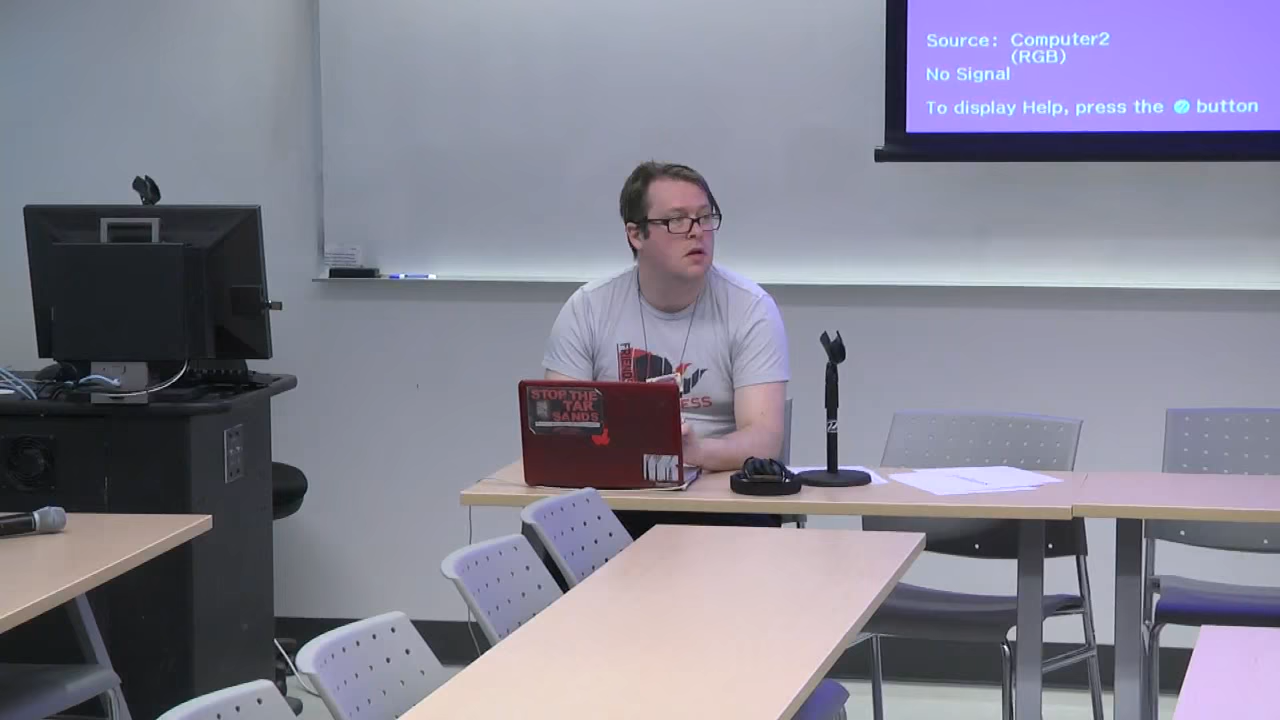 Source: Computer2
(RGB)
No Signal
To display Help, press the button
STOP THE
TAR
SANDS